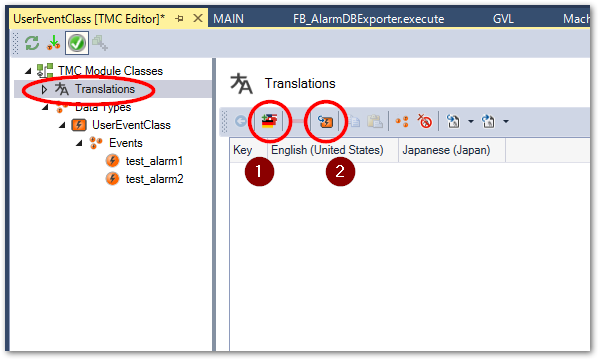 UserEventClass [TMC Editor]* MAIN FB_AlarmDBExporter.execute GVL Mach
TMC Module Classes
Translations
Data Types
UserEventClass
Events
test_alarm1
test_alarm2
Translations
Key English (United States) Japanese (Japan)
1 2